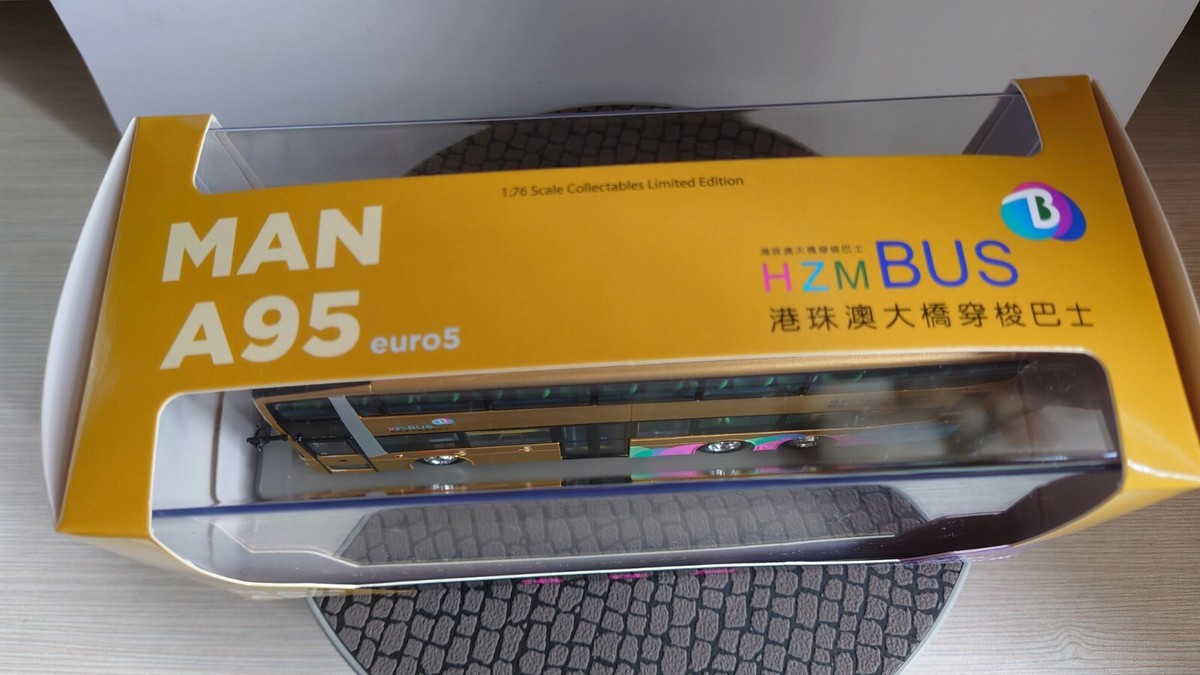 1:76 Scale Collectables Limited Edition
MAN
A95 euro5
B
港珠澳大橋穿梭巴士
HZM BUS
港珠澳大橋穿梭巴士
BUS